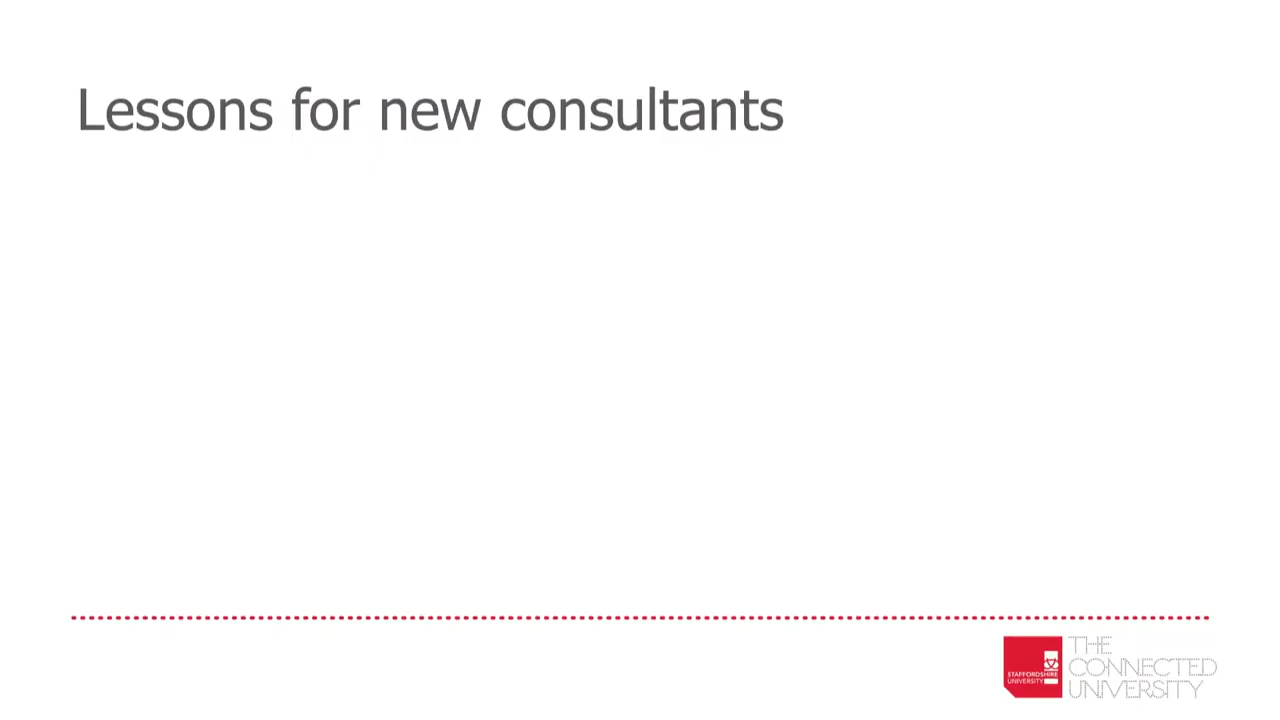 Lessons for new consultants
STAFFORDSHIRE
UNIVERSITY
THE
CONNECTED
UNIVERSITY